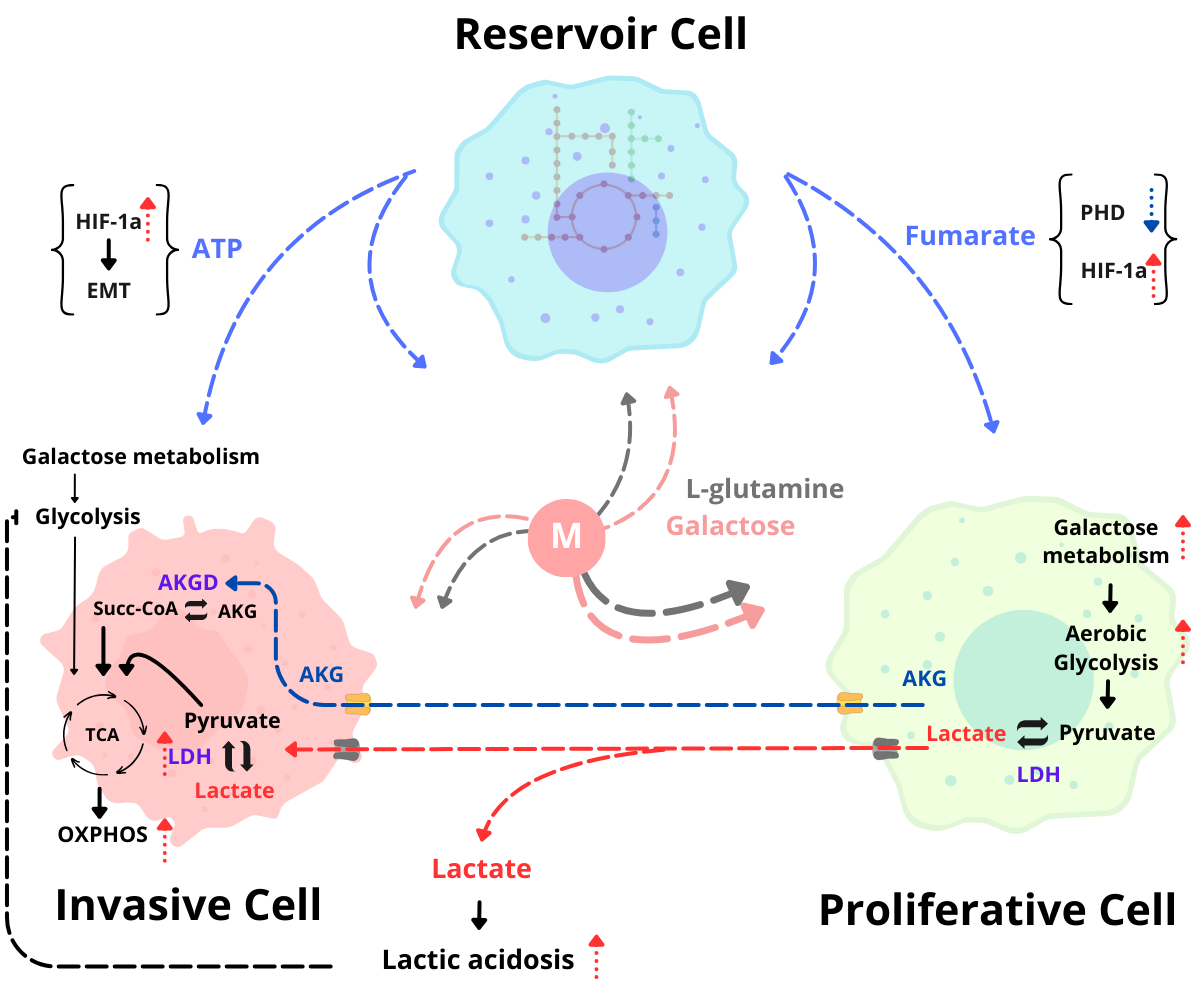 Reservoir Cell
HIF-1a
EMT
ATP
Fumarate
PHD
HIF-1a
Galactose metabolism
Glycolysis
AKGD
Succ-CoA
AKG
AKG
Pyruvate
TCA
LDH
Lactate
OXPHOS
Invasive Cell
M
L-glutamine
Galactose
Lactate
Lactic acidosis
Galactose
metabolism
Aerobic
Glycolysis
AKG
Lactate
Pyruvate
LDH
Proliferative Cell